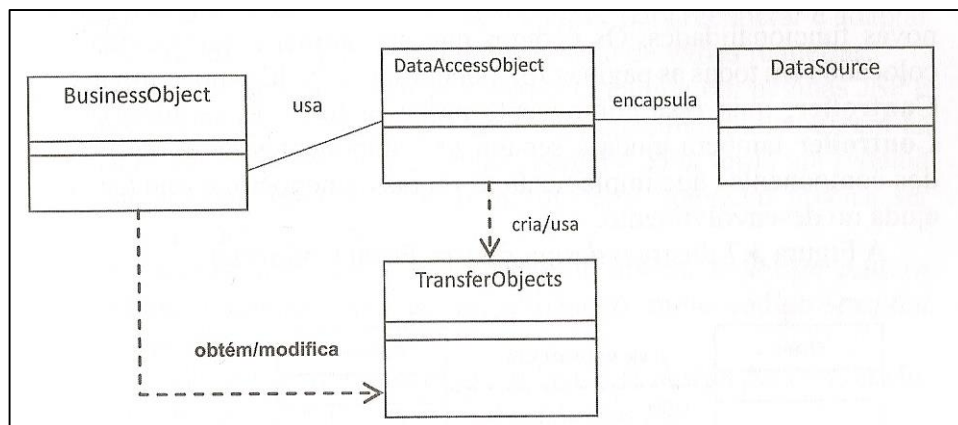 BusinessObject
usa
DataAccessObject
encapsula
DataSource
cria/usa
TransferObjects
obtém/modifica